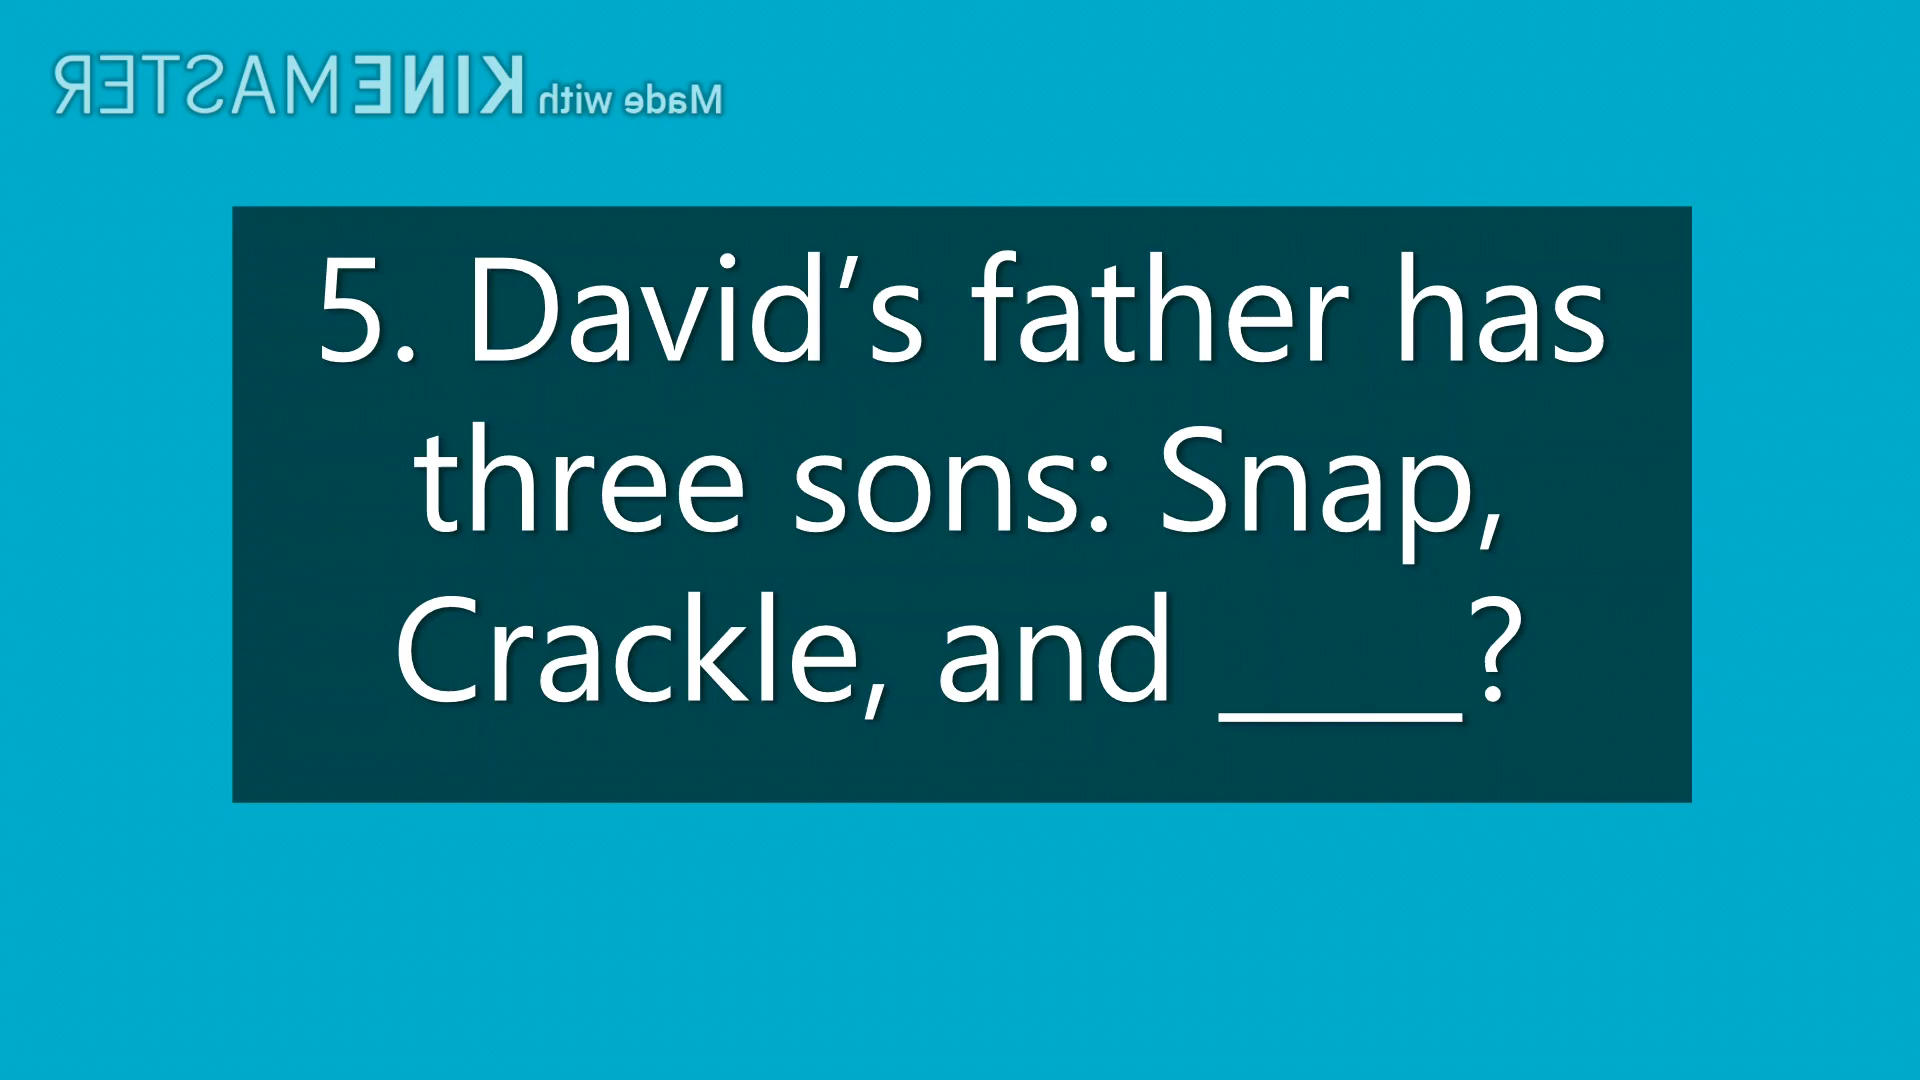 Made with KINEMASTER
5. David’s father has
three sons: Snap,
Crackle, and ____?